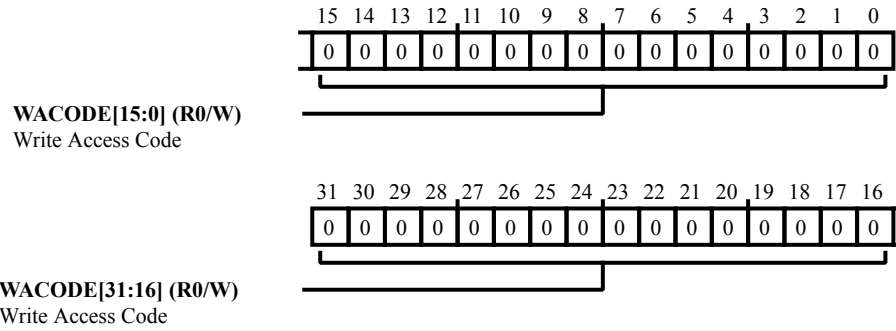 15 14 13 12 11 10 9 8 7 6 5 4 3 2 1 0
0 0 0 0 0 0 0 0 0 0 0 0 0 0 0 0
WACODE[15:0] (R0/W)
Write Access Code
31 30 29 28 27 26 25 24 23 22 21 20 19 18 17 16
0 0 0 0 0 0 0 0 0 0 0 0 0 0 0 0
WACODE[31:16] (R0/W)
Write Access Code